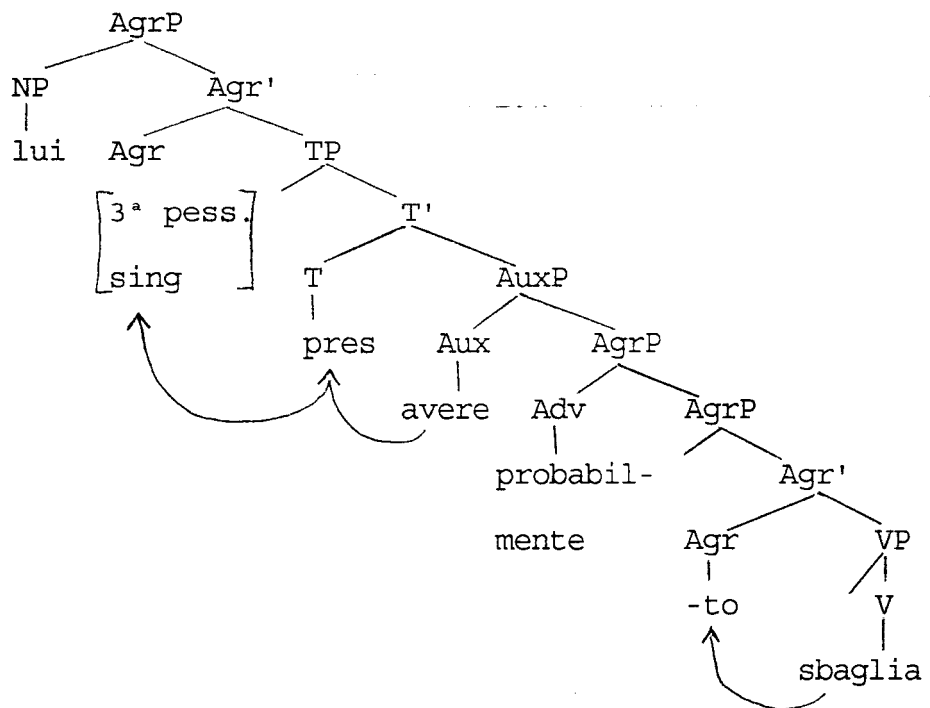 AgrP
NP Agr'
lui Agr TP
3ª pess. T'
sing T AuxP
pres Aux AgrP
avere Adv AgrP
probabil- Agr'
mente Agr VP
-to V
sbaglia